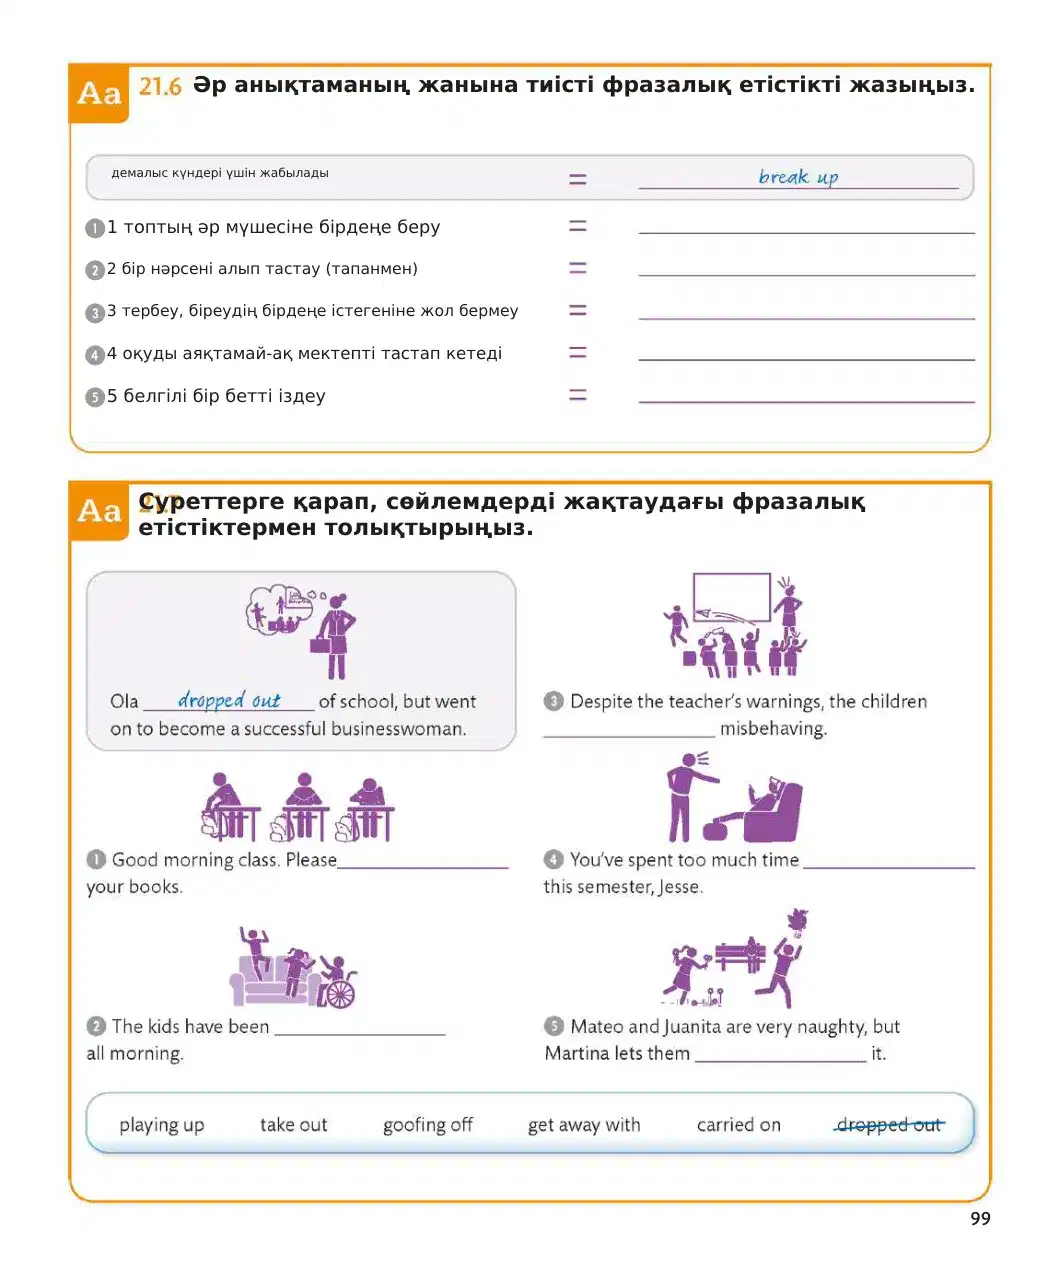 Aa 21.6 Әр анықтаманың жанына тиісті фразалық етістікті жазыңыз.
демалыс күндері үшін жабылады = break up
1 1 топтың әр мүшесіне бірдеңе беру =
2 2 бір нәрсені алып тастау (тапанмен) =
3 3 тербеу, біреудің бірдеңе істегеніне жол бермеу =
4 4 оқуды аяқтамай-ақ мектепті тастап кетеді =
5 5 белгілі бір бетті іздеу =
Aa Суреттерге қарап, сөйлемдерді жақтаудағы фразалық
етістіктермен толықтырыңыз.
Ola dropped out of school, but went
on to become a successful businesswoman.
1 Good morning class. Please
your books.
2 The kids have been
all morning.
3 Despite the teacher's warnings, the children
misbehaving.
4 You've spent too much time
this semester, Jesse.
5 Mateo and Juanita are very naughty, but
Martina lets them it.
playing up take out goofing off get away with carried on dropped out
99